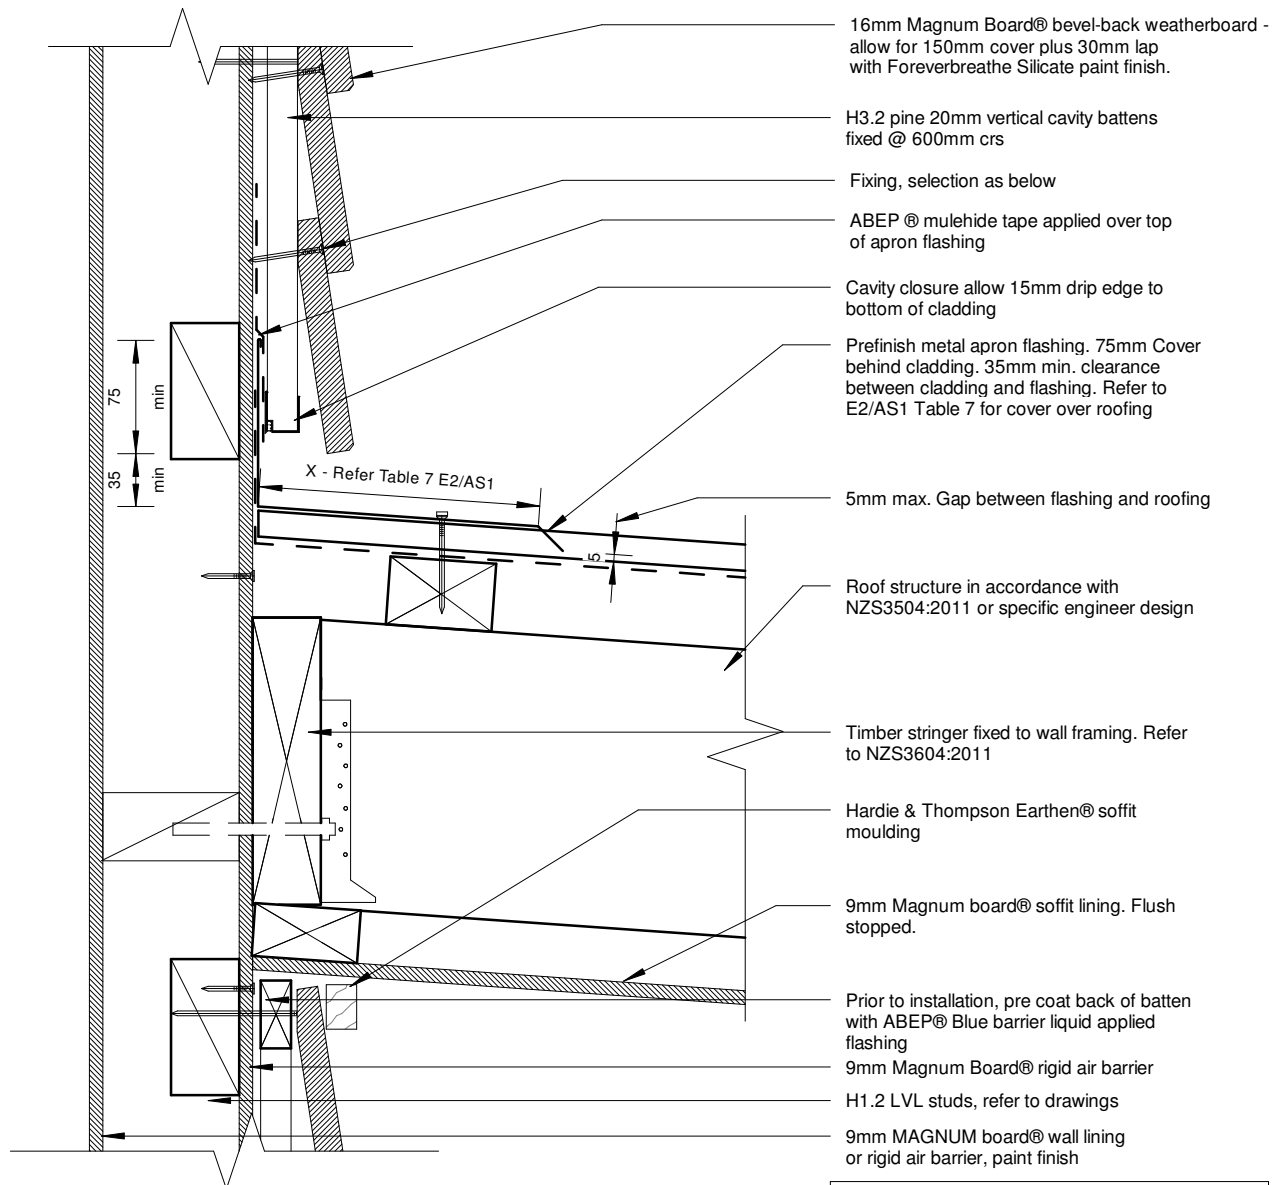 16mm Magnum Board® bevel-back weatherboard -
allow for 150mm cover plus 30mm lap
with Foreverbreathe Silicate paint finish.
H3.2 pine 20mm vertical cavity battens
fixed @ 600mm crs
Fixing, selection as below
ABEP ® mulehide tape applied over top
of apron flashing
Cavity closure allow 15mm drip edge to
bottom of cladding
Prefinish metal apron flashing. 75mm Cover
behind cladding. 35mm min. clearance
between cladding and flashing. Refer to
E2/AS1 Table 7 for cover over roofing
75
min
35
min
X - Refer Table 7 E2/AS1
5mm max. Gap between flashing and roofing
5
Roof structure in accordance with
NZS3504:2011 or specific engineer design
Timber stringer fixed to wall framing. Refer
to NZS3604:2011
Hardie & Thompson Earthen® soffit
moulding
9mm Magnum board® soffit lining. Flush
stopped.
Prior to installation, pre coat back of batten
with ABEP® Blue barrier liquid applied
flashing
9mm Magnum Board® rigid air barrier
H1.2 LVL studs, refer to drawings
9mm MAGNUM board® wall lining
or rigid air barrier, paint finish